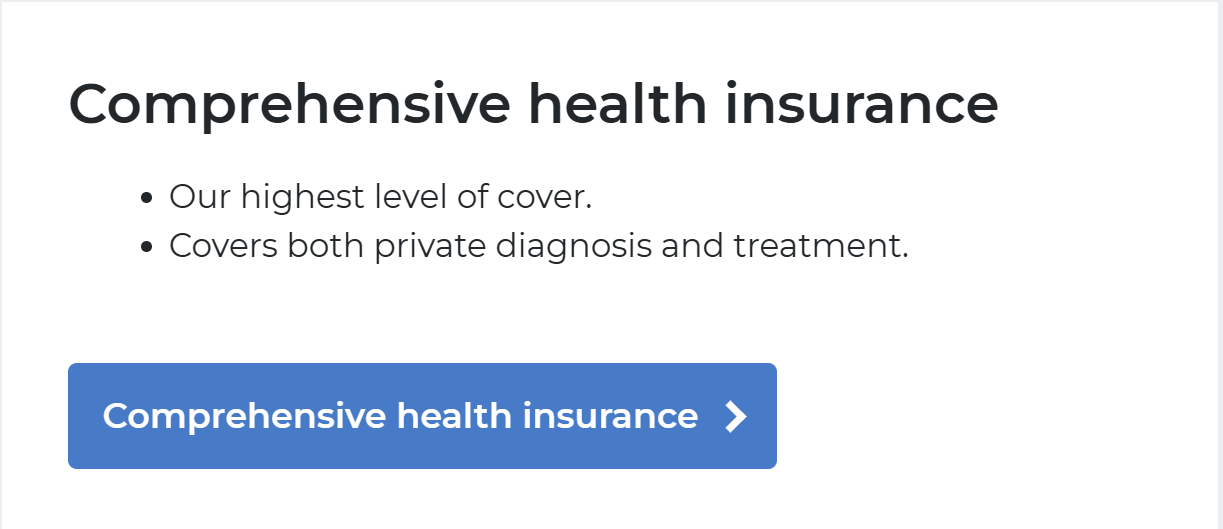 Comprehensive health insurance
• Our highest level of cover.
• Covers both private diagnosis and treatment.
Comprehensive health insurance